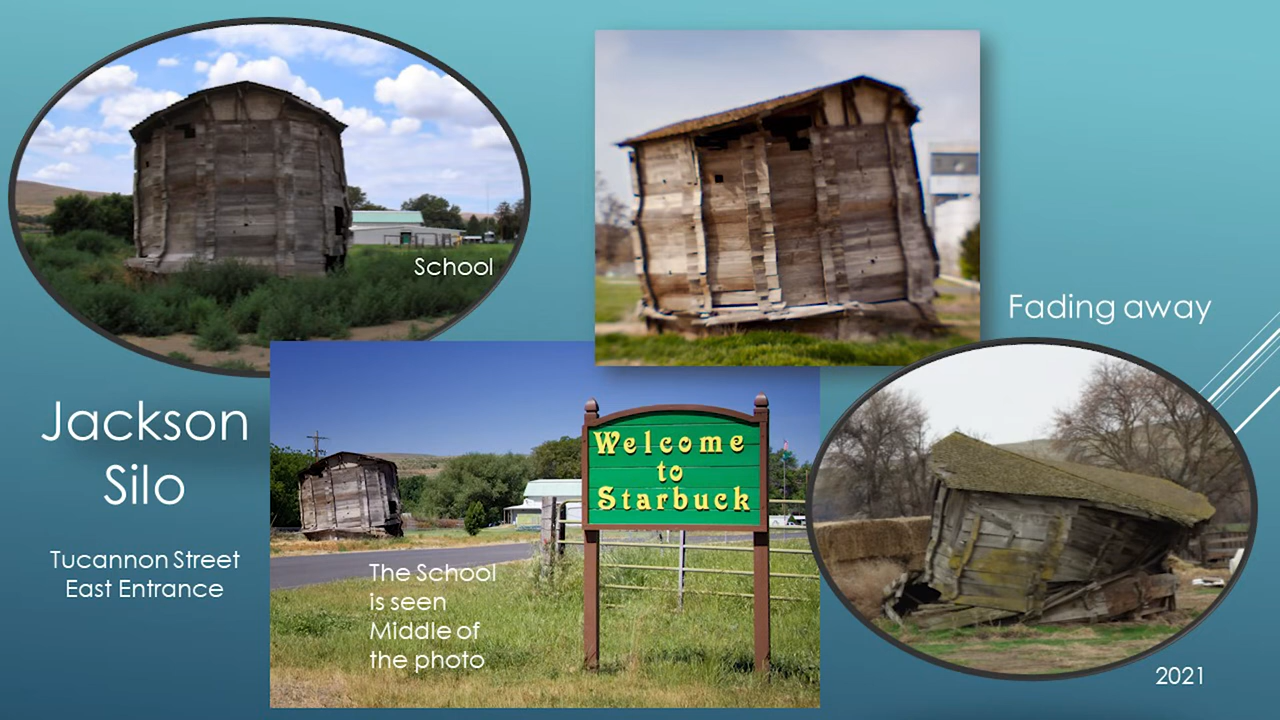 School
Fading away
Jackson
Silo
Tucannon Street
East Entrance
Welcome
to
Starbuck
The School
is seen
Middle of
the photo
2021